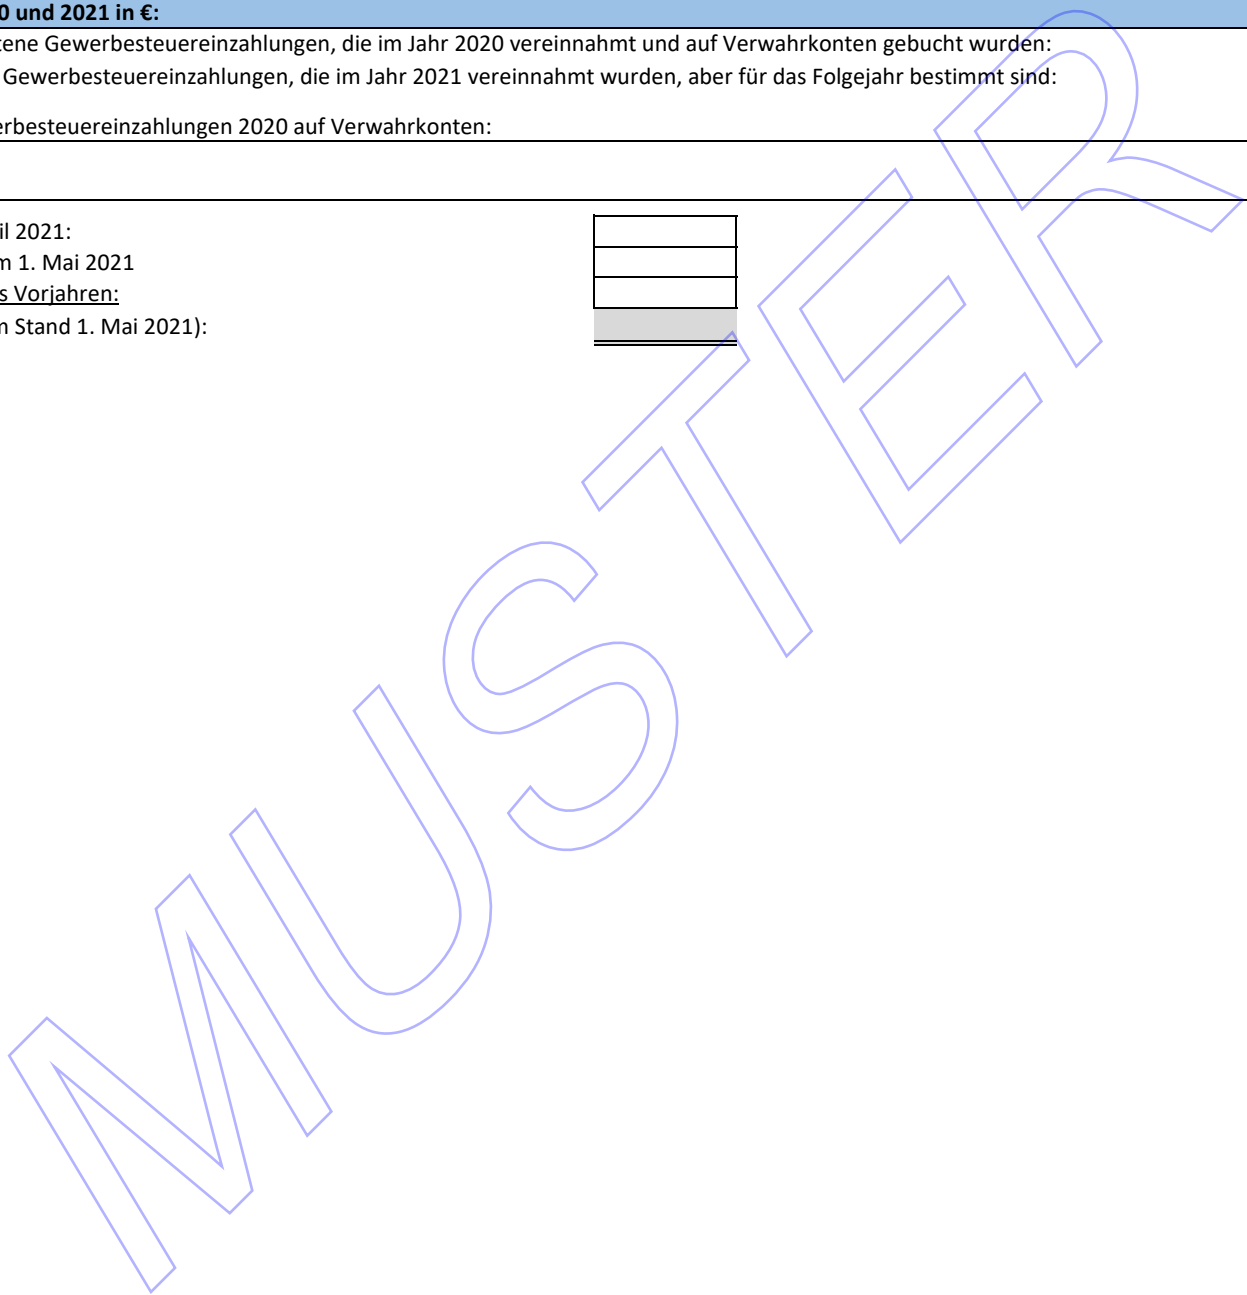 0 und 2021 in €:
tene Gewerbesteuereinzahlungen, die im Jahr 2020 vereinnahmt und auf Verwahrkonten gebucht wurden:
Gewerbesteuereinzahlungen, die im Jahr 2021 vereinnahmt wurden, aber für das Folgejahr bestimmt sind:
erbesteuereinzahlungen 2020 auf Verwahrkonten:
il 2021:
m 1. Mai 2021
s Vorjahren:
m Stand 1. Mai 2021):
MUSTER